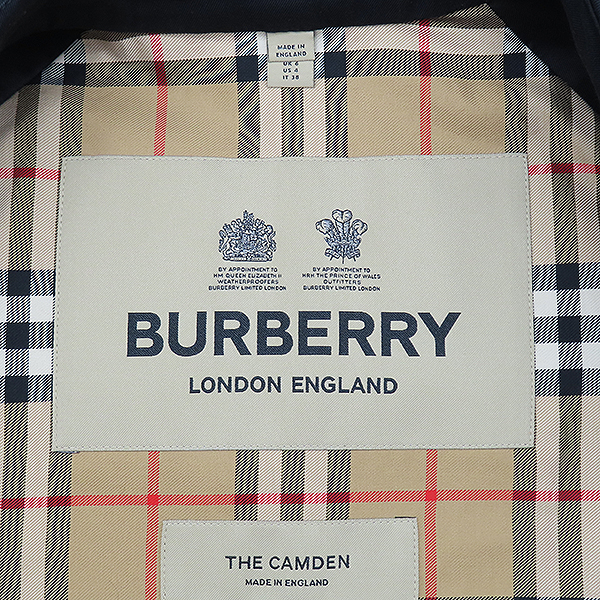 MADE IN
ENGLAND
UK 6
US 4
IT 38
BY APPOINTMENT TO
HM QUEEN ELIZABETH II
WEATHERPROOFERS
BURBERRY LIMITED LONDON
BY APPOINTMENT TO
HRH THE PRINCE OF WALES
OUTFITTERS
BURBERRY LIMITED LONDON
BURBERRY
LONDON ENGLAND
THE CAMDEN
MADE IN ENGLAND